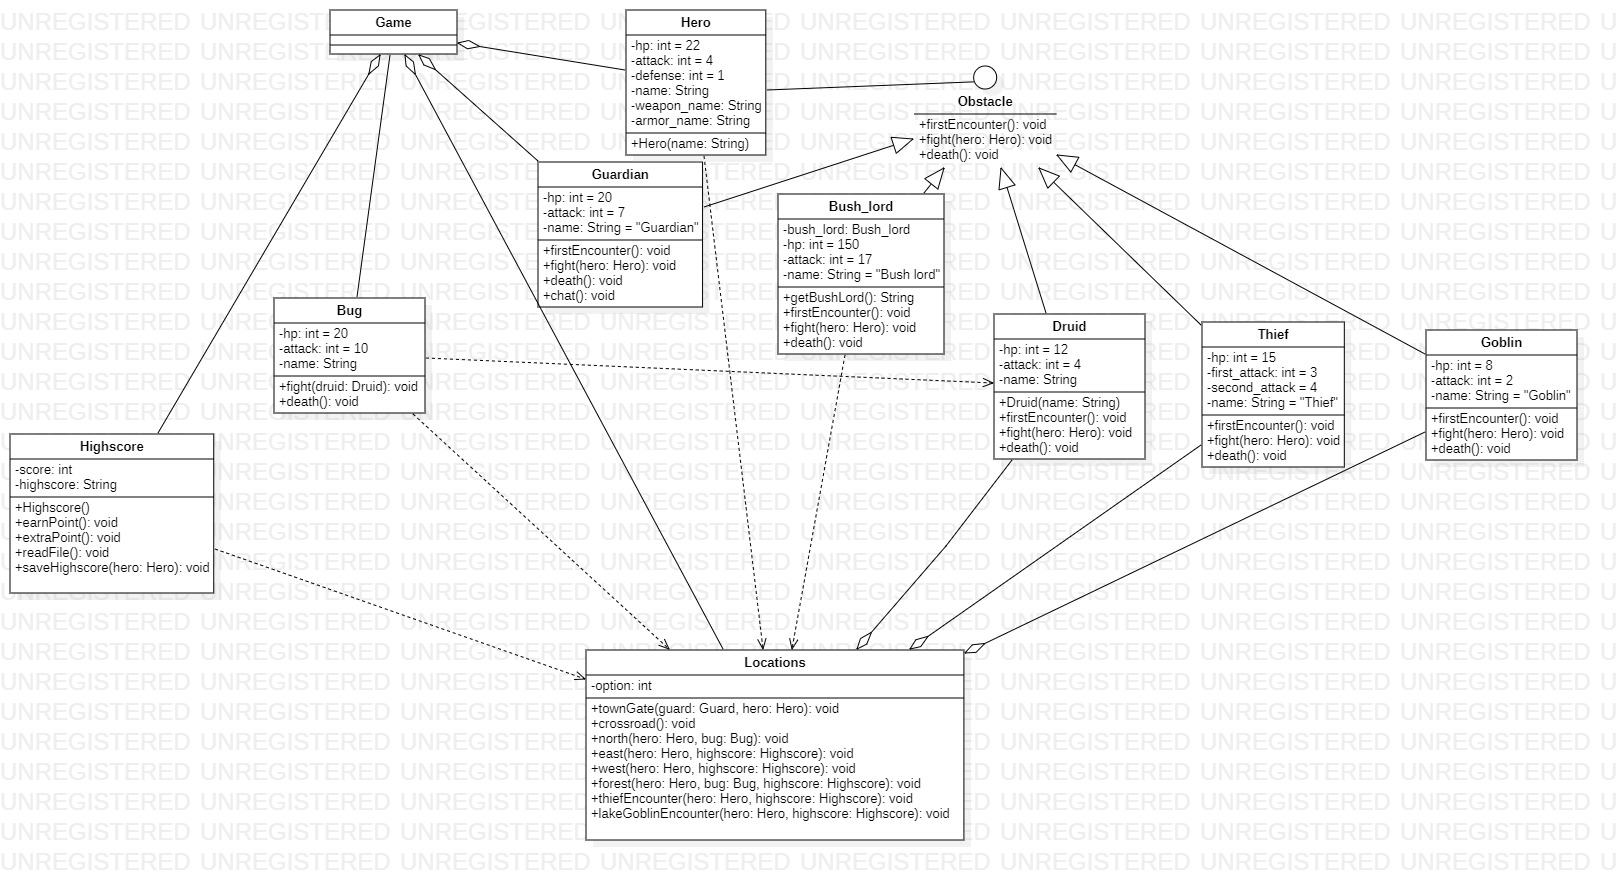 Game
Hero
-hp: int = 22
-attack: int = 4
-defense: int = 1
-name: String
-weapon_name: String
-armor_name: String
+Hero(name: String)
Obstacle
+firstEncounter(): void
+fight(hero: Hero): void
+death(): void
Guardian
-hp: int = 20
-attack: int = 7
-name: String = "Guardian"
+firstEncounter(): void
+fight(hero: Hero): void
+death(): void
+chat(): void
Bush_lord
-bush_lord: Bush_lord
-hp: int = 150
-attack: int = 17
-name: String = "Bush lord"
+getBushLord(): String
+firstEncounter(): void
+fight(hero: Hero): void
+death(): void
Bug
-hp: int = 20
-attack: int = 10
-name: String
+fight(druid: Druid): void
+death(): void
Druid
-hp: int = 12
-attack: int = 4
-name: String
+Druid(name: String)
+firstEncounter(): void
+fight(hero: Hero): void
+death(): void
Thief
-hp: int = 15
-first_attack: int = 3
-second_attack = 4
-name: String = "Thief"
+firstEncounter(): void
+fight(hero: Hero): void
+death(): void
Goblin
-hp: int = 8
-attack: int = 2
-name: String = "Goblin"
+firstEncounter(): void
+fight(hero: Hero): void
+death(): void
Highscore
-score: int
-highscore: String
+Highscore()
+earnPoint(): void
+extraPoint(): void
+readFile(): void
+saveHighscore(hero: Hero): void
Locations
-option: int
+townGate(guard: Guard, hero: Hero): void
+crossroad(): void
+north(hero: Hero, bug: Bug): void
+east(hero: Hero, highscore: Highscore): void
+west(hero: Hero, highscore: Highscore): void
+forest(hero: Hero, bug: Bug, highscore: Highscore): void
+thiefEncounter(hero: Hero, highscore: Highscore): void
+lakeGoblinEncounter(hero: Hero, highscore: Highscore): void
UNREGISTERED